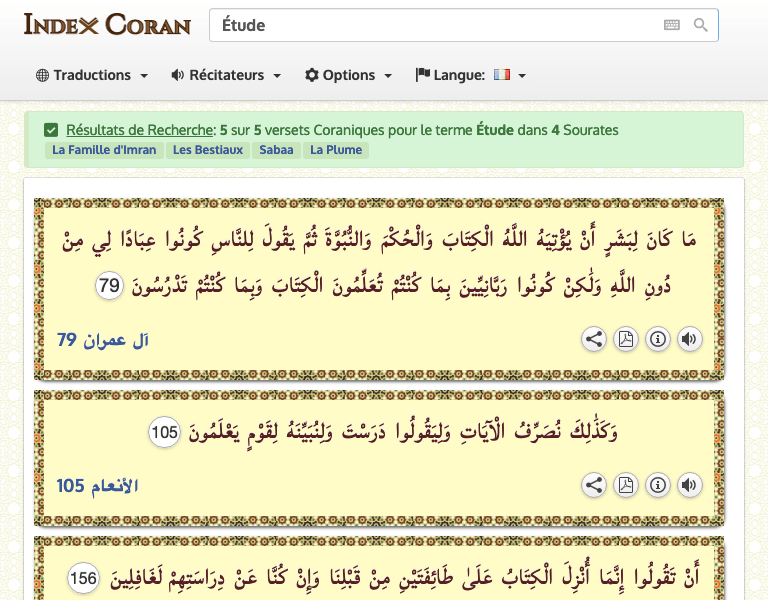 INDEX CORAN
Étude
Traductions
Récitateurs
Options
Langue:
Résultats de Recherche: 5 sur 5 versets Coraniques pour le terme Étude dans 4 Sourates
La Famille d'Imran Les Bestiaux Sabaa La Plume
مَا كَانَ لِبَشَرٍ أَنْ يُؤْتِيَهُ اللَّهُ الْكِتَابَ وَالْحُكْمَ وَالنُّبُوَّةَ ثُمَّ يَقُولَ لِلنَّاسِ كُونُوا عِبَادًا لِي مِنْ
دُونِ اللَّهِ وَلَٰكِنْ كُونُوا رَبَّانِيِّينَ بِمَا كُنْتُمْ تُعَلِّمُونَ الْكِتَابَ وَبِمَا كُنْتُمْ تَدْرُسُونَ 79
آل عمران 79
وَكَذَٰلِكَ نُصَرِّفُ الْآيَاتِ وَلِيَقُولُوا دَرَسْتَ وَلِنُبَيِّنَهُ لِقَوْمٍ يَعْلَمُونَ 105
الأنعام 105
أَنْ تَقُولُوا إِنَّمَا أُنْزِلَ الْكِتَابُ عَلَىٰ طَائِفَتَيْنِ مِنْ قَبْلِنَا وَإِنْ كُنَّا عَنْ دِرَاسَتِهِمْ لَغَافِلِينَ 156